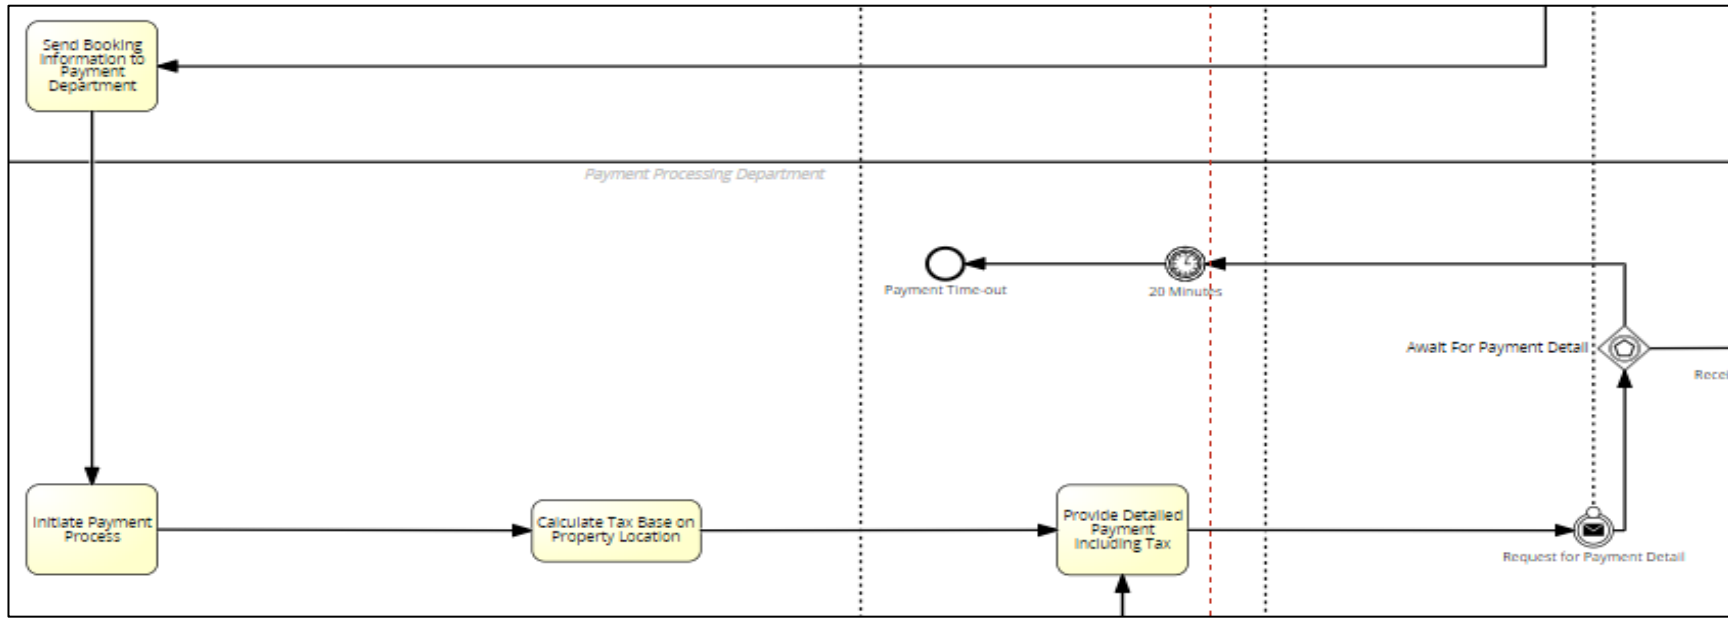 Send Booking
Information to
Payment
Department
Payment Processing Department
Payment Time-out
20 Minutes
Await For Payment Detail
Recei
Initiate Payment
Process
Calculate Tax Base on
Property Location
Provide Detailed
Payment
Including Tax
Request for Payment Detail